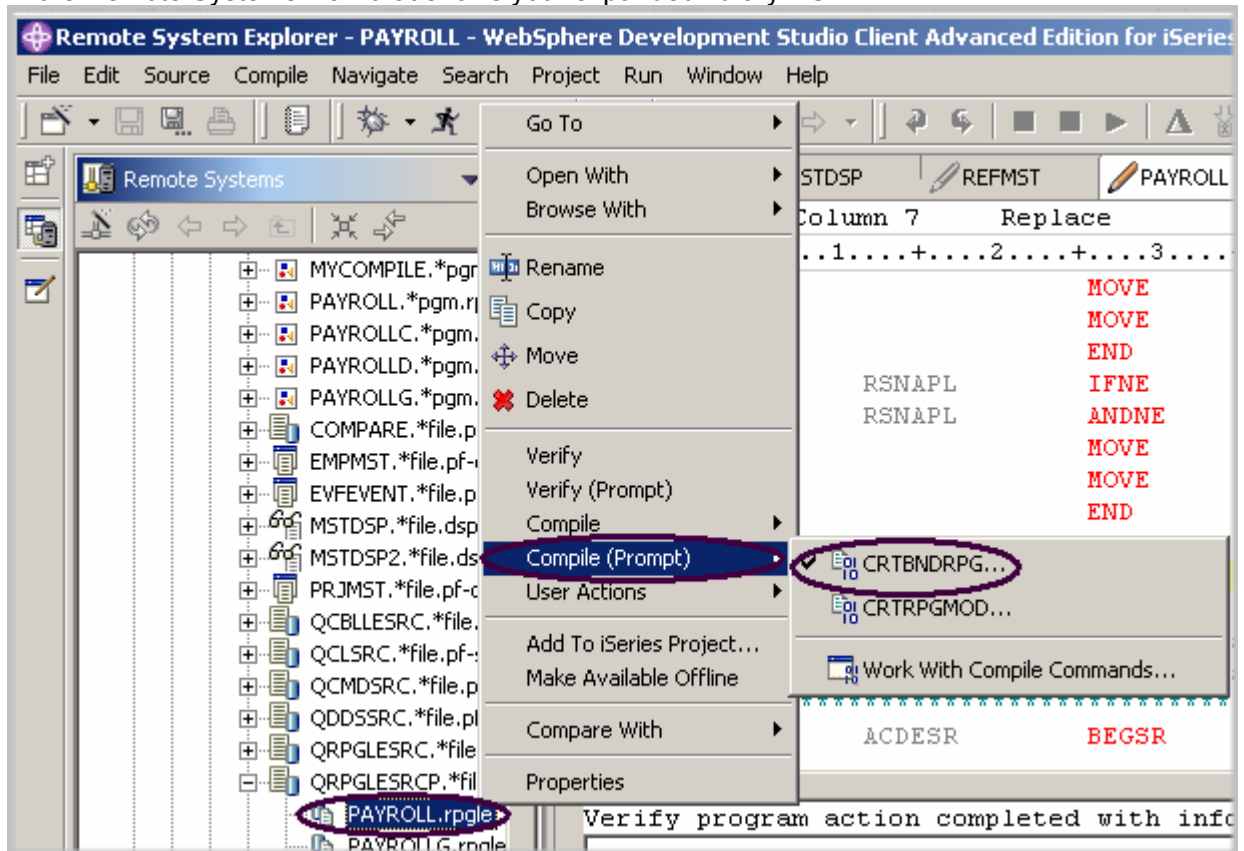 Remote System Explorer - PAYROLL - WebSphere Development Studio Client Advanced Edition for iSeries
File Edit Source Compile Navigate Search Project Run Window Help
Remote Systems
MYCOMPILE.*pgm
PAYROLL.*pgm.r
PAYROLLC.*pgm.
PAYROLLD.*pgm.
PAYROLLG.*pgm.
COMPARE.*file.p
EMPMST.*file.pf-
EVFEVENT.*file.p
MSTDSP.*file.dsp
MSTDSP2.*file.ds
PRJMST.*file.pf-
QCBLLESRC.*file.
QCLSRC.*file.pf-
QCMDSRC.*file.p
QDDSSRC.*file.p
QRPGLESRC.*file
QRPGLESRCP.*fil
PAYROLL.rpgle
PAYROLLG.rpgle
Go To
Open With
Browse With
Rename
Copy
Move
Delete
Verify
Verify (Prompt)
Compile
Compile (Prompt)
User Actions
Add To iSeries Project...
Make Available Offline
Compare With
Properties
CRTBNDRPG...
CRTRPGMOD...
Work With Compile Commands...
STDSP REFMST PAYROLL
Column 7 Replace
..1....+....2....+....3....
MOVE
MOVE
END
RSNAPL IFNE
RSNAPL ANDNE
MOVE
MOVE
END
ACDESR BEGSR
Verify program action completed with info